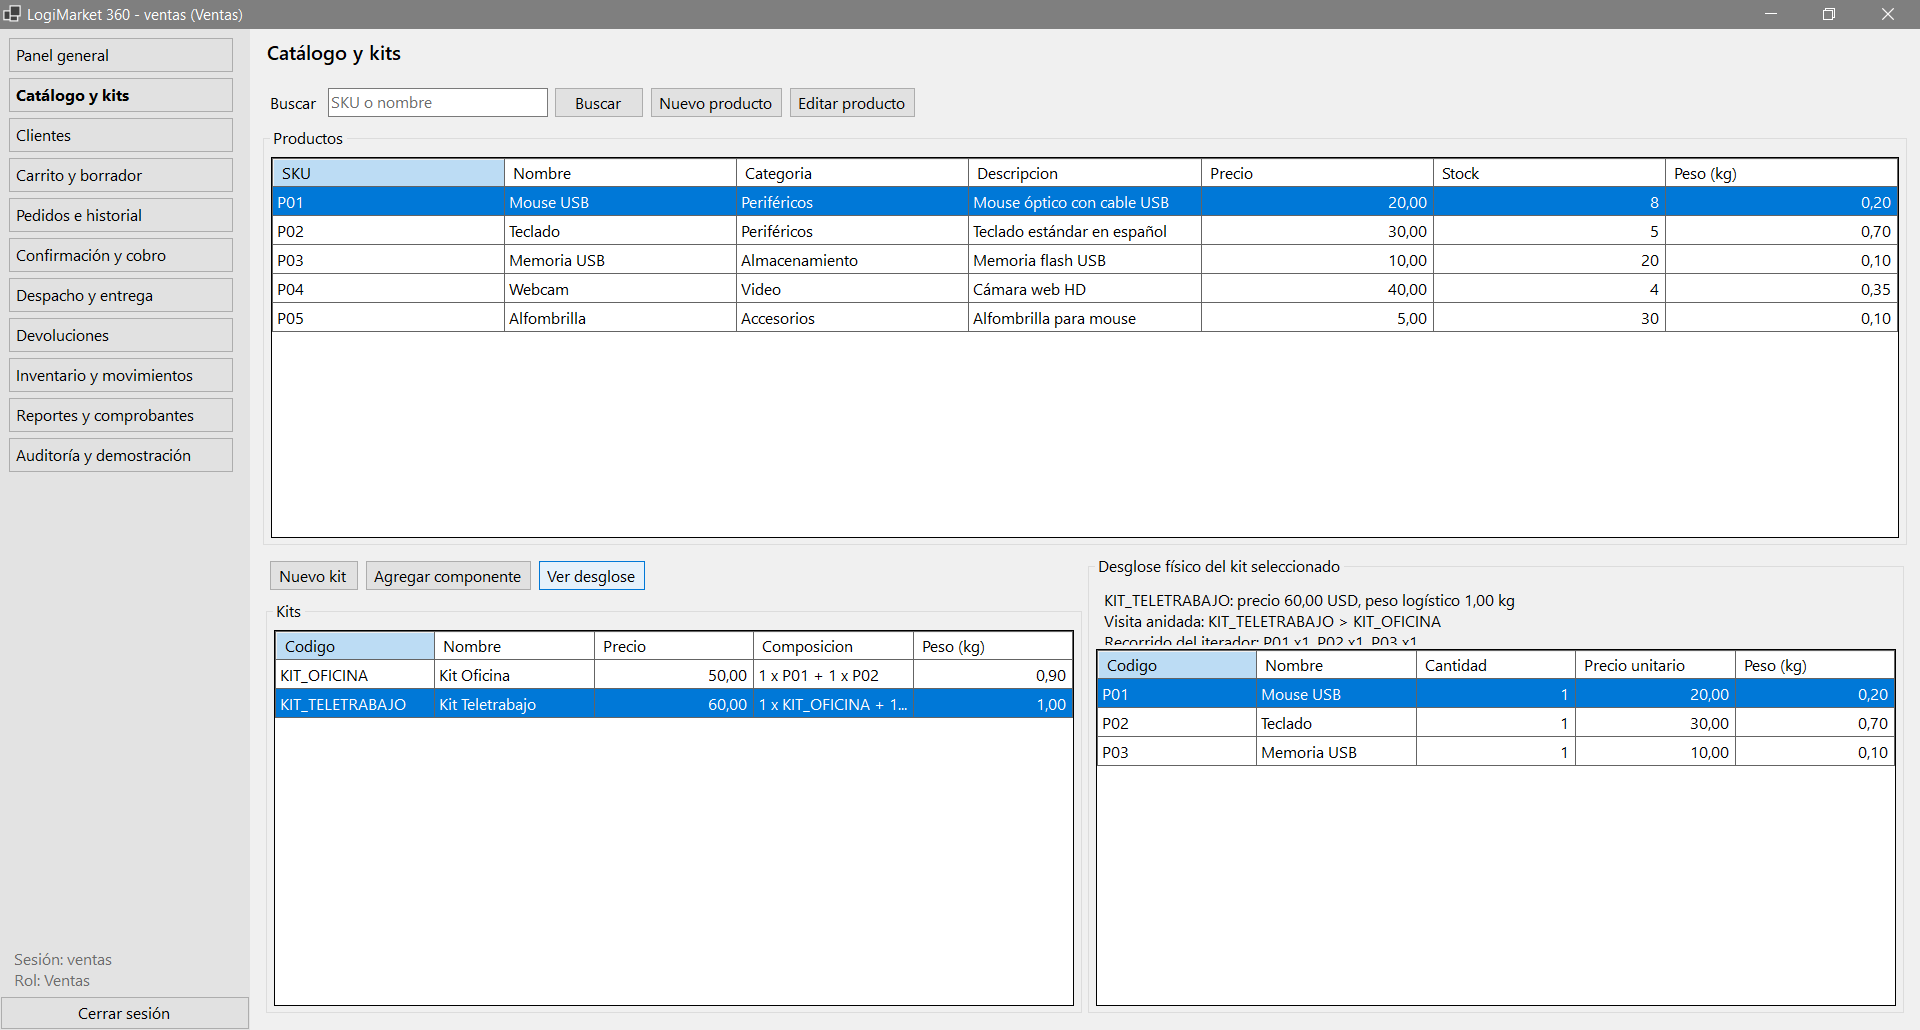 LogiMarket 360 - ventas (Ventas)
Panel general
Catálogo y kits
Clientes
Carrito y borrador
Pedidos e historial
Confirmación y cobro
Despacho y entrega
Devoluciones
Inventario y movimientos
Reportes y comprobantes
Auditoría y demostración
Sesión: ventas
Rol: Ventas
Cerrar sesión
Catálogo y kits
Buscar SKU o nombre Buscar Nuevo producto Editar producto
Productos
SKU Nombre Categoria Descripcion Precio Stock Peso (kg)
P01 Mouse USB Periféricos Mouse óptico con cable USB 20,00 8 0,20
P02 Teclado Periféricos Teclado estándar en español 30,00 5 0,70
P03 Memoria USB Almacenamiento Memoria flash USB 10,00 20 0,10
P04 Webcam Video Cámara web HD 40,00 4 0,35
P05 Alfombrilla Accesorios Alfombrilla para mouse 5,00 30 0,10
Nuevo kit Agregar componente Ver desglose
Kits
Codigo Nombre Precio Composicion Peso (kg)
KIT_OFICINA Kit Oficina 50,00 1 x P01 + 1 x P02 0,90
KIT_TELETRABAJO Kit Teletrabajo 60,00 1 x KIT_OFICINA + 1... 1,00
Desglose físico del kit seleccionado
KIT_TELETRABAJO: precio 60,00 USD, peso logístico 1,00 kg
Visita anidada: KIT_TELETRABAJO > KIT_OFICINA
Recorrido del iterador: P01 x1, P02 x1, P03 x1
Codigo Nombre Cantidad Precio unitario Peso (kg)
P01 Mouse USB 1 20,00 0,20
P02 Teclado 1 30,00 0,70
P03 Memoria USB 1 10,00 0,10